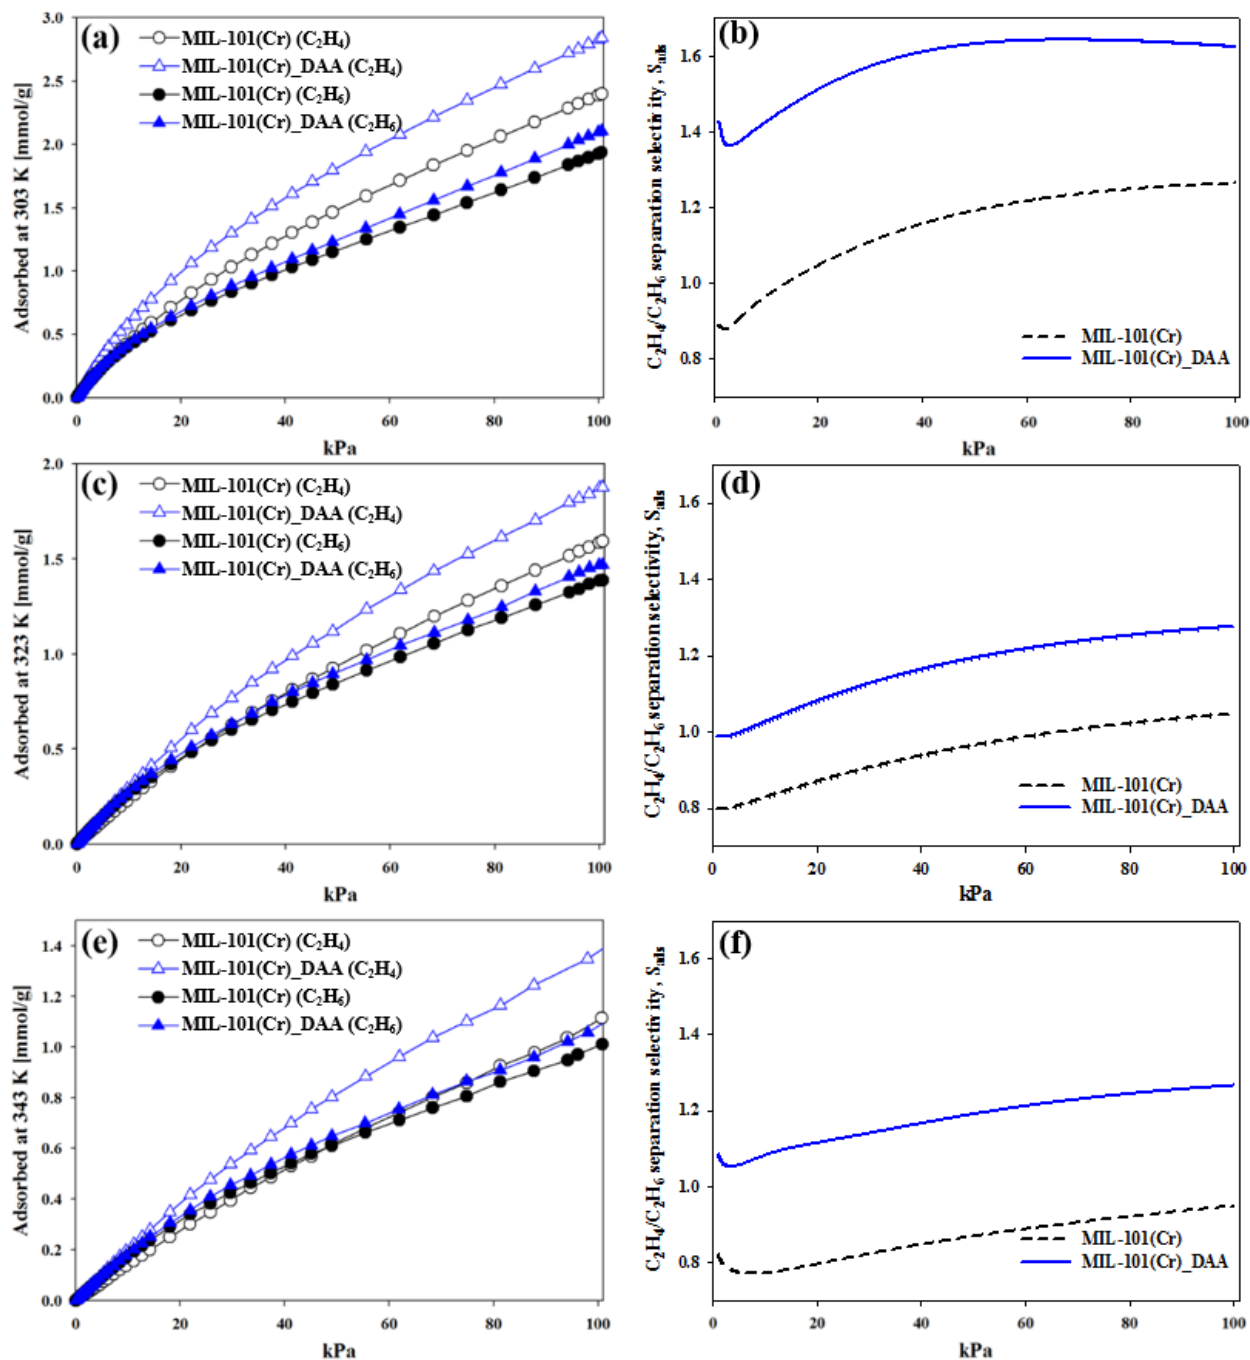 (a)
MIL-101(Cr) (C₂H₄)
MIL-101(Cr)_DAA (C₂H₄)
MIL-101(Cr) (C₂H₆)
MIL-101(Cr)_DAA (C₂H₆)
Adsorbed at 303 K [mmol/g]
3.0
2.5
2.0
1.5
1.0
0.5
0.0
0 20 40 60 80 100
kPa
(b)
C₂H₄/C₂H₆ separation selectivity, Sads
1.6
1.4
1.2
1.0
0.8
MIL-101(Cr)
MIL-101(Cr)_DAA
0 20 40 60 80 100
kPa
(c)
MIL-101(Cr) (C₂H₄)
MIL-101(Cr)_DAA (C₂H₄)
MIL-101(Cr) (C₂H₆)
MIL-101(Cr)_DAA (C₂H₆)
Adsorbed at 323 K [mmol/g]
2.0
1.5
1.0
0.5
0.0
0 20 40 60 80 100
kPa
(d)
C₂H₄/C₂H₆ separation selectivity, Sads
1.6
1.4
1.2
1.0
0.8
MIL-101(Cr)
MIL-101(Cr)_DAA
0 20 40 60 80 100
kPa
(e)
MIL-101(Cr) (C₂H₄)
MIL-101(Cr)_DAA (C₂H₄)
MIL-101(Cr) (C₂H₆)
MIL-101(Cr)_DAA (C₂H₆)
Adsorbed at 343 K [mmol/g]
1.4
1.2
1.0
0.8
0.6
0.4
0.2
0.0
0 20 40 60 80 100
kPa
(f)
C₂H₄/C₂H₆ separation selectivity, Sads
1.6
1.4
1.2
1.0
0.8
MIL-101(Cr)
MIL-101(Cr)_DAA
0 20 40 60 80 100
kPa